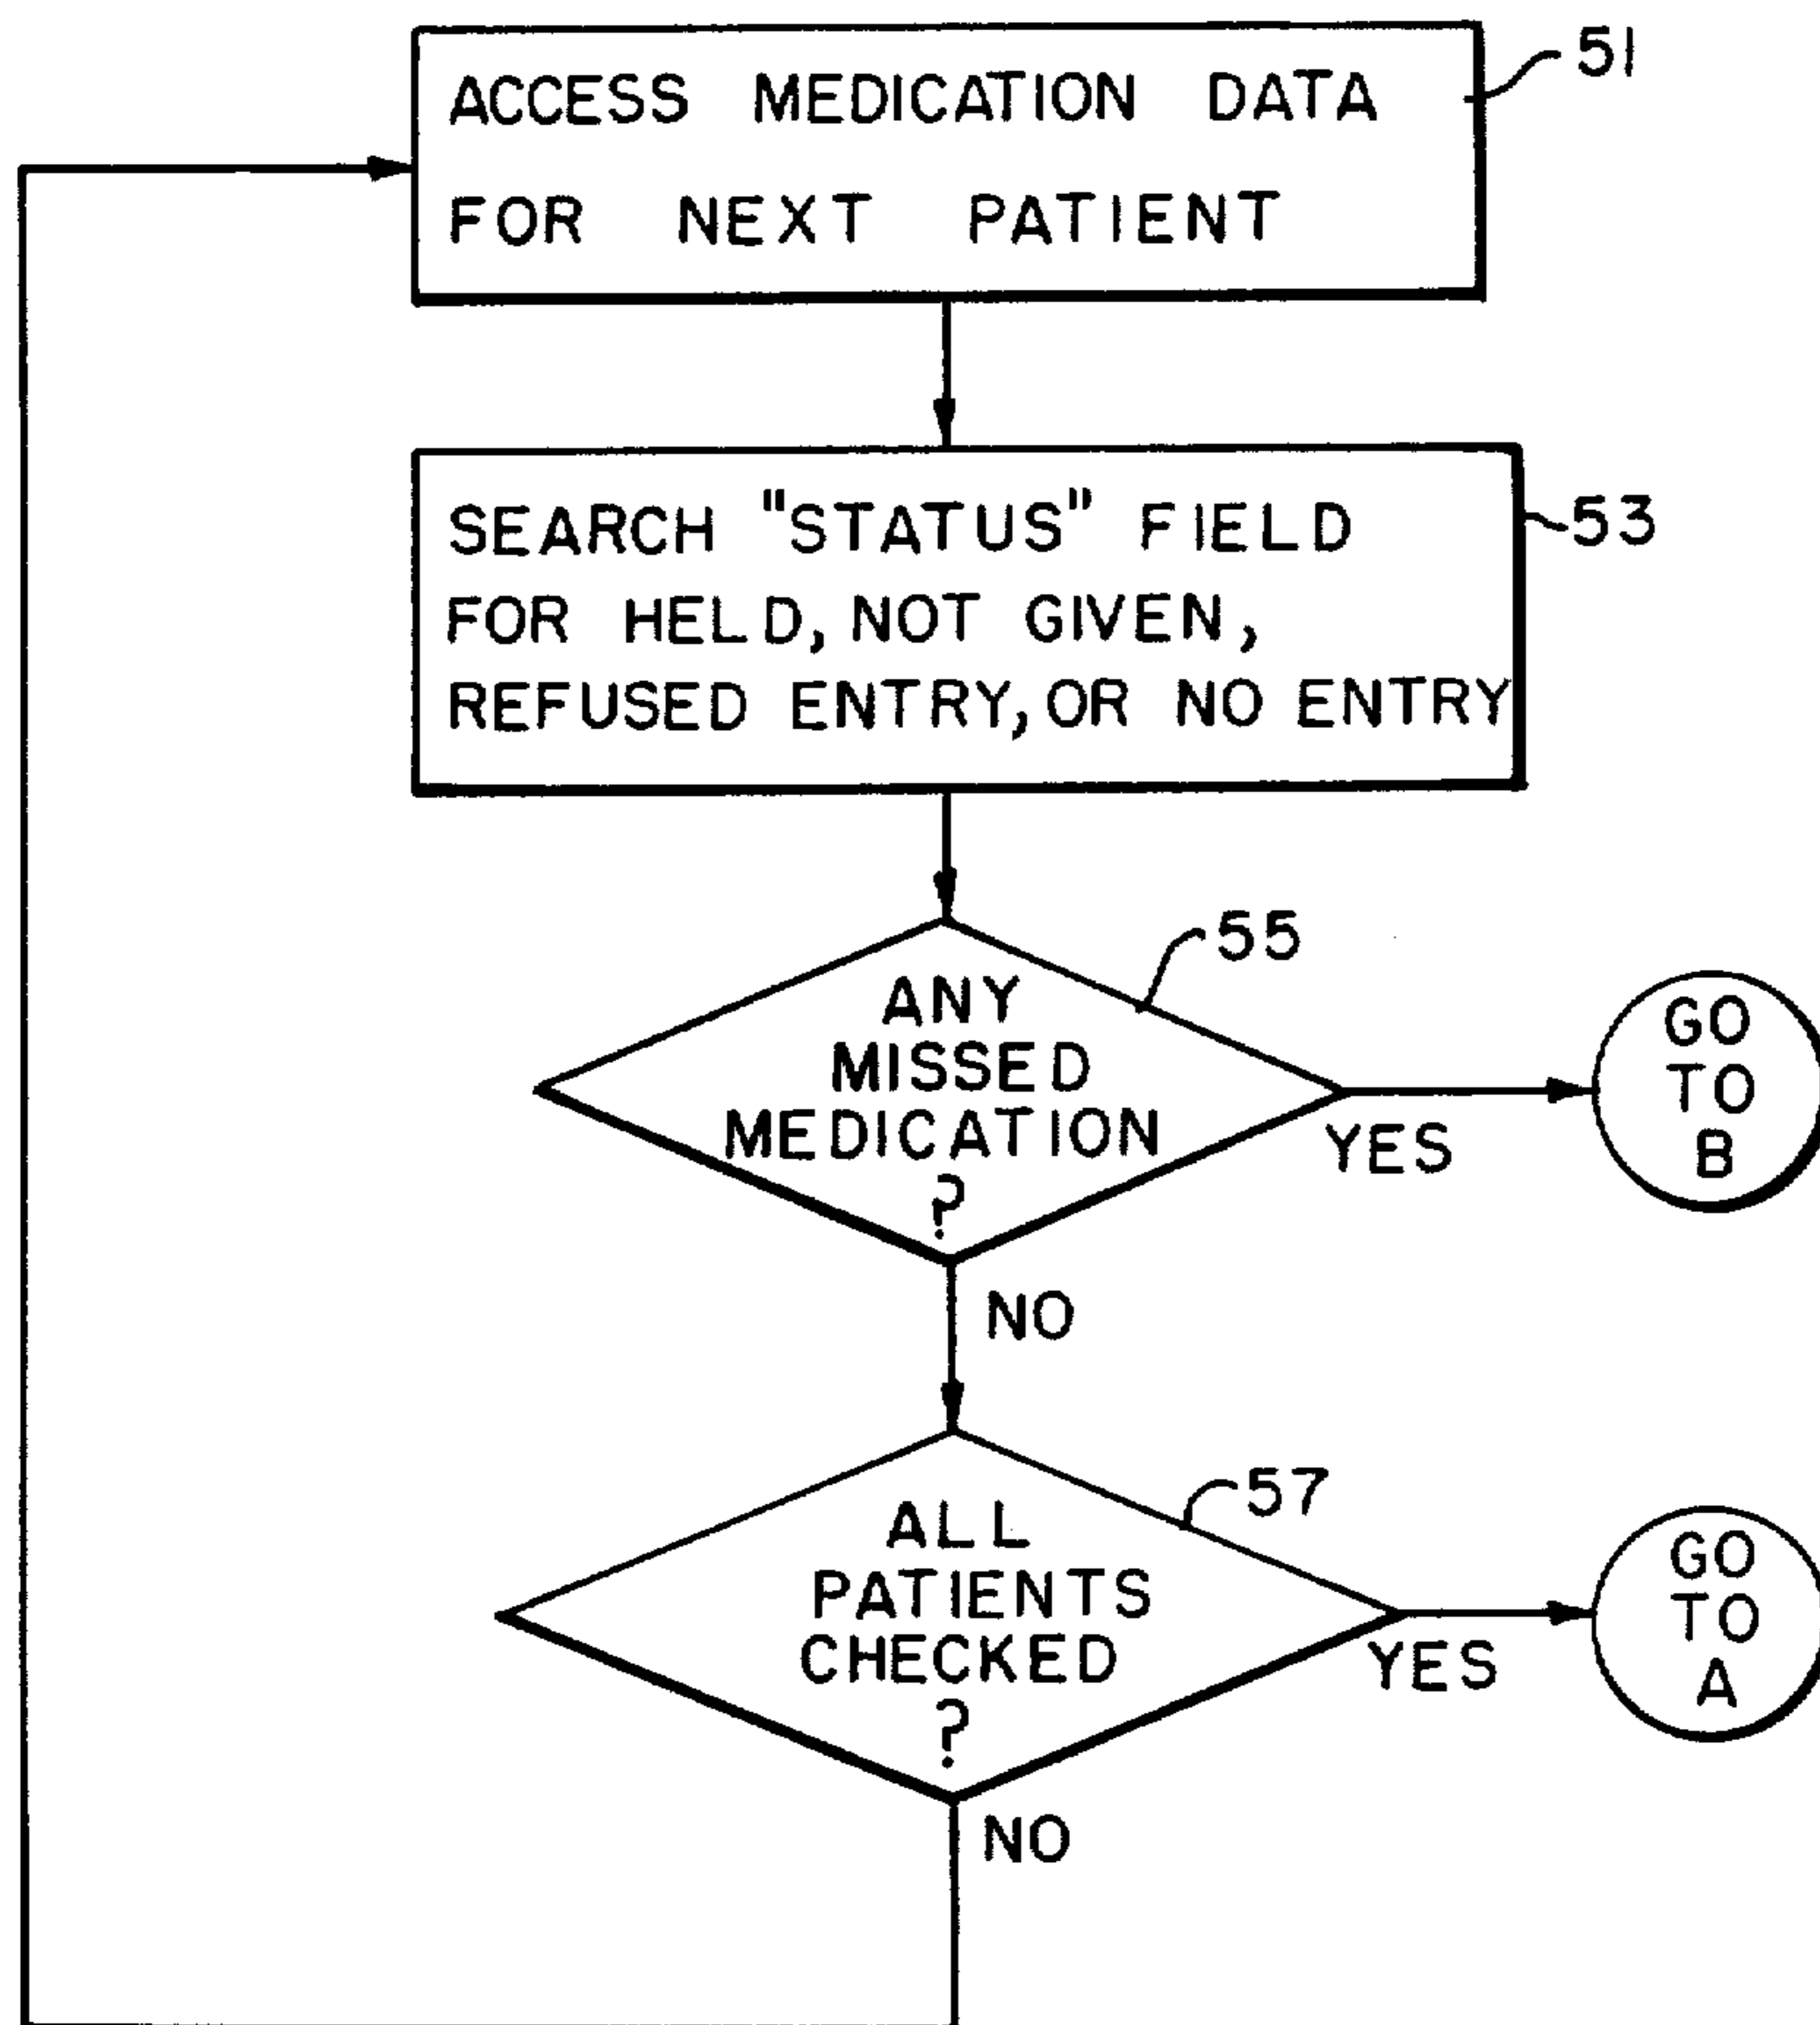 ACCESS MEDICATION DATA
FOR NEXT PATIENT
51
SEARCH "STATUS" FIELD
FOR HELD, NOT GIVEN,
REFUSED ENTRY, OR NO ENTRY
53
ANY
MISSED
MEDICATION
?
55
YES
GO
TO
B
NO
ALL
PATIENTS
CHECKED
?
57
YES
GO
TO
A
NO